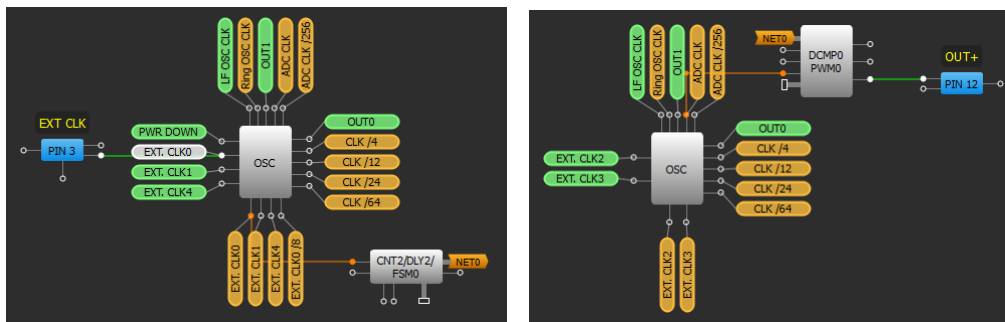 LF OSC CLK
Ring OSC CLK
OUT1
ADC CLK
ADC CLK /256
EXT CLK
PIN 3
PWR DOWN
EXT. CLK0
EXT. CLK1
EXT. CLK4
OSC
OUT0
CLK /4
CLK /12
CLK /24
CLK /64
EXT. CLK0
EXT. CLK1
EXT. CLK4
EXT. CLK0 /8
CNT2/DLY2/
FSM0
NET0
LF OSC CLK
Ring OSC CLK
OUT1
ADC CLK
ADC CLK /256
NET0
DCMP0
PWM0
OUT+
PIN 12
EXT. CLK2
EXT. CLK3
OSC
OUT0
CLK /4
CLK /12
CLK /24
CLK /64
EXT. CLK2
EXT. CLK3